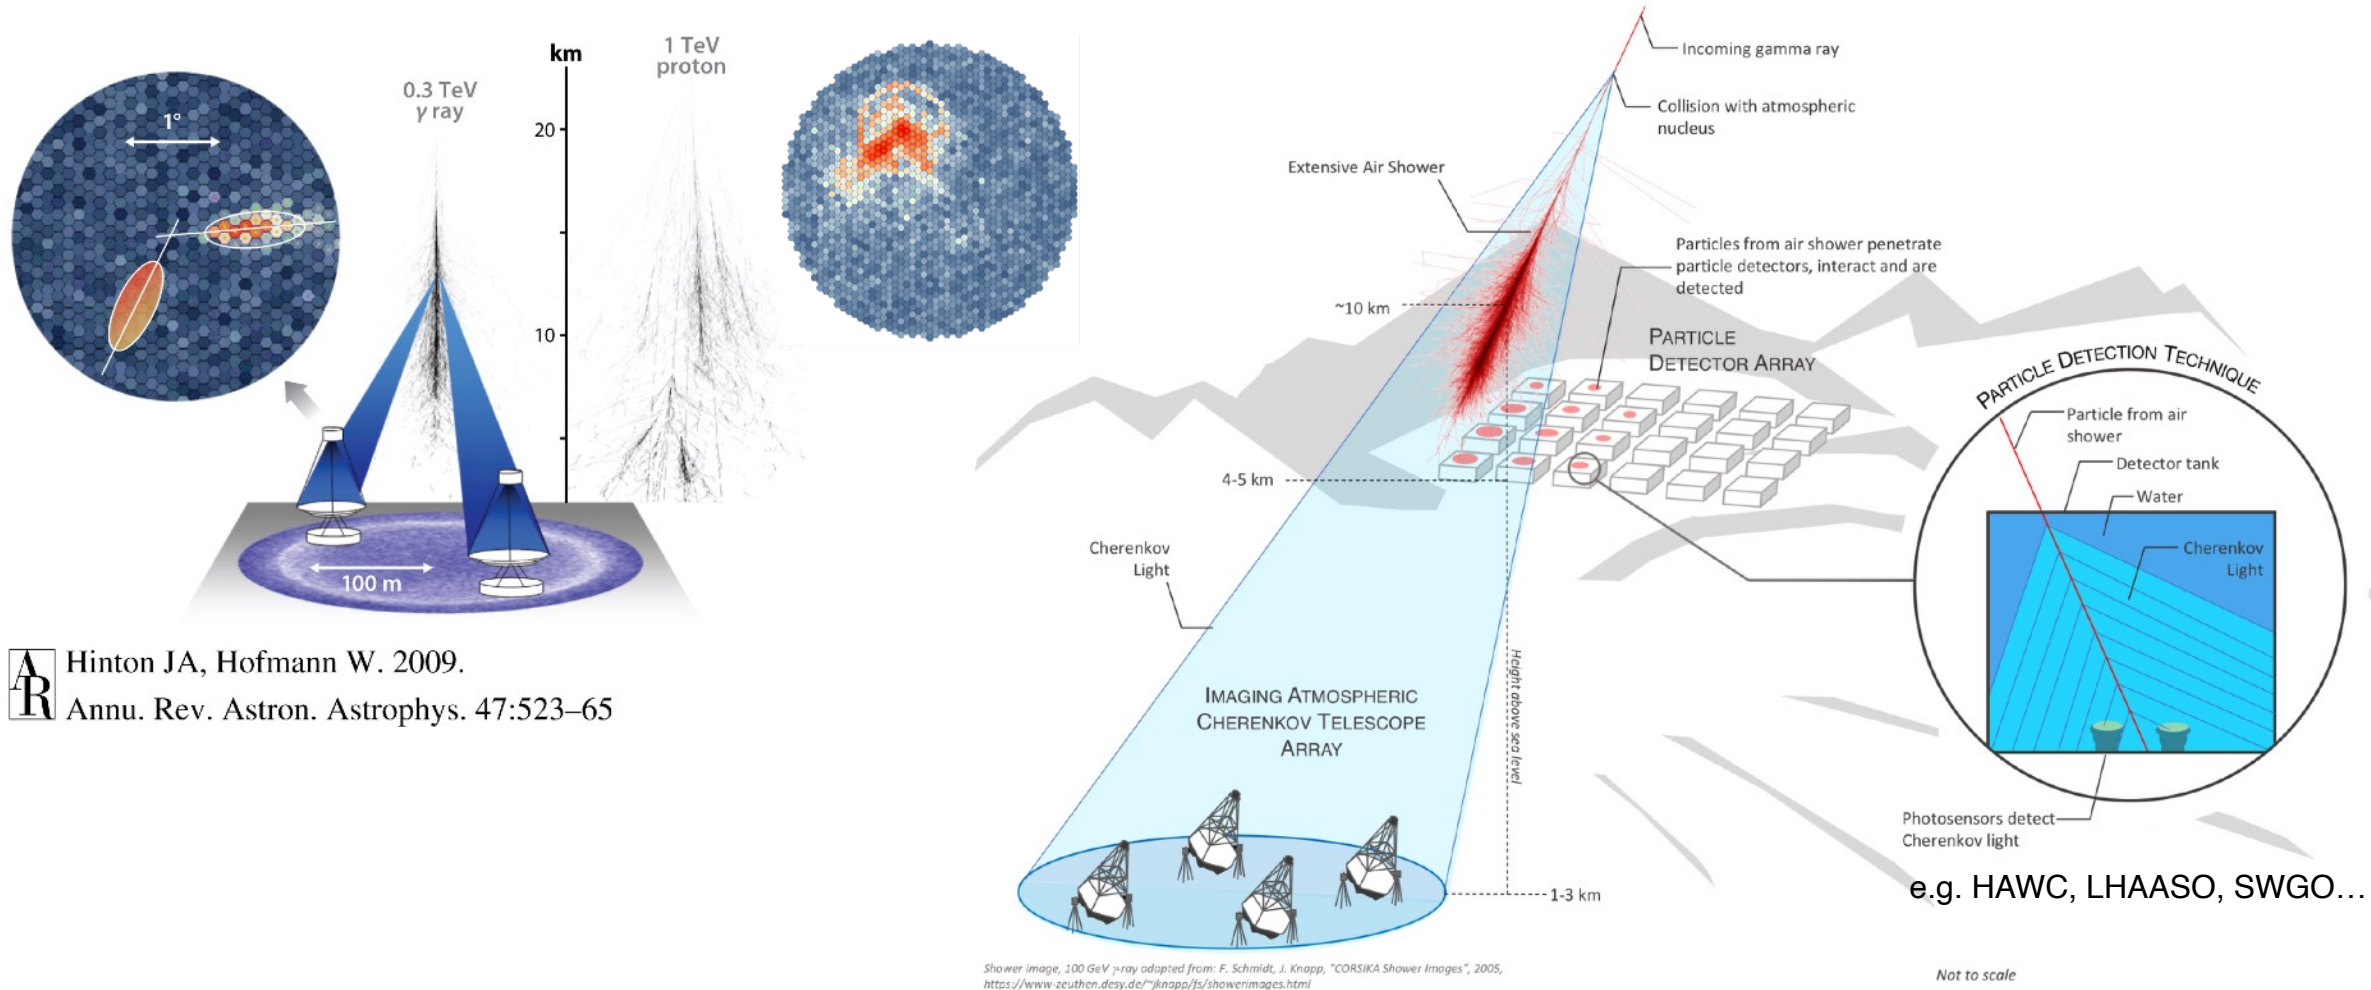 km
1 TeV
proton
0.3 TeV
γ ray
1°
20
10
100 m
AR
Hinton JA, Hofmann W. 2009.
Annu. Rev. Astron. Astrophys. 47:523–65
Incoming gamma ray
Collision with atmospheric
nucleus
Extensive Air Shower
Particles from air shower penetrate
particle detectors, interact and are
detected
~10 km
PARTICLE
DETECTOR ARRAY
4-5 km
Cherenkov
Light
Height above sea level
IMAGING ATMOSPHERIC
CHERENKOV TELESCOPE
ARRAY
1-3 km
PARTICLE DETECTION TECHNIQUE
Particle from air
shower
Detector tank
Water
Cherenkov
Light
Photosensors detect
Cherenkov light
e.g. HAWC, LHAASO, SWGO…
Shower image, 100 GeV γ-ray adapted from: F. Schmidt, J. Knapp, "CORSIKA Shower Images", 2005,
https://www-zeuthen.desy.de/~jknapp/fs/showerimages.html
Not to scale